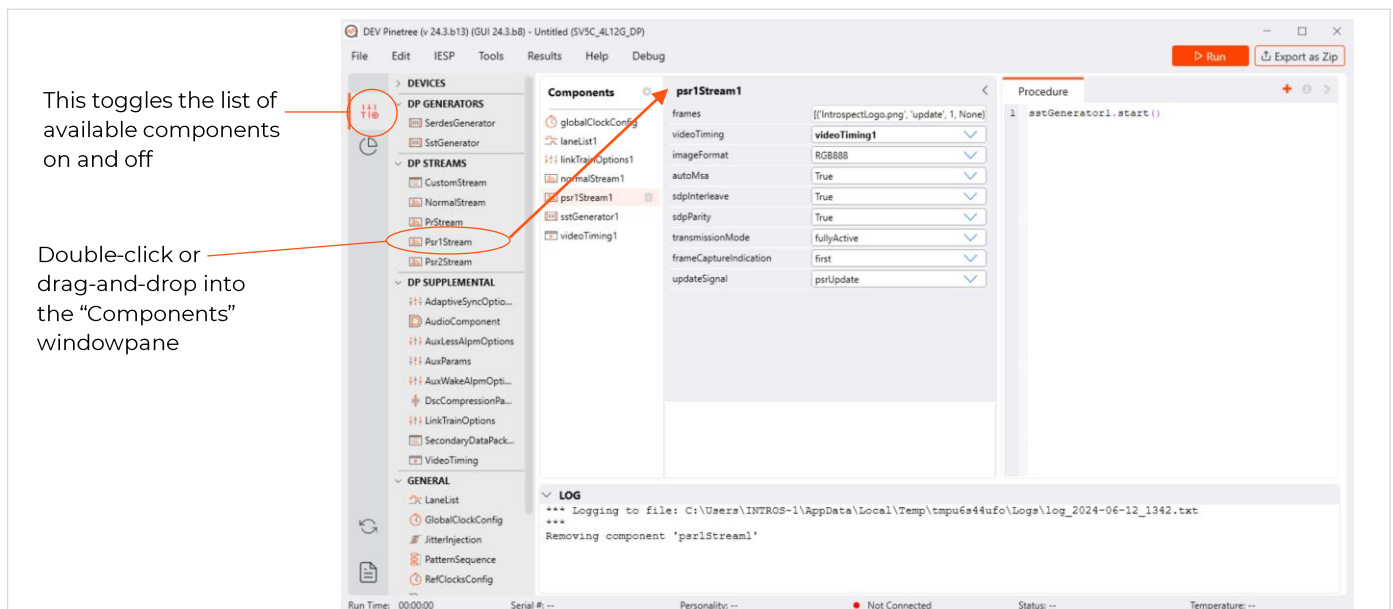 DEV Pinetree (v 24.3.b13) (GUI 24.3.b8) - Untitled (SV5C_4L12G_DP)
File Edit IESP Tools Results Help Debug
Run
Export as Zip
This toggles the list of
available components
on and off
Double-click or
drag-and-drop into
the “Components”
windowpane
DEVICES
DP GENERATORS
SerdesGenerator
SstGenerator
DP STREAMS
CustomStream
NormalStream
PrStream
Psr1Stream
Psr2Stream
DP SUPPLEMENTAL
AdaptiveSyncOptio...
AudioComponent
AuxLessAlpmOptions
AuxParams
AuxWakeAlpmOpti...
DscCompressionPa...
LinkTrainOptions
SecondaryDataPack...
VideoTiming
GENERAL
LaneList
GlobalClockConfig
JitterInjection
PatternSequence
RefClocksConfig
Components
globalClockConfig
laneList1
linkTrainOptions1
normalStream1
psr1Stream1
sstGenerator1
videoTiming1
psr1Stream1
frames [('IntrospectLogo.png', 'update', 1, None)
videoTiming videoTiming1
imageFormat RGB888
autoMsa True
sdpInterleave True
sdpParity True
transmissionMode fullyActive
frameCaptureIndication first
updateSignal psrUpdate
Procedure
1 sstGenerator1.start()
LOG
*** Logging to file: C:\Users\INTROS~1\AppData\Local\Temp\tmpu6s44ufo\Logs\log_2024-06-12_1342.txt
***
Removing component 'psr1Stream1'
Run Time: 00:00:00 Serial #: -- Personality: -- Not Connected Status: -- Temperature: --